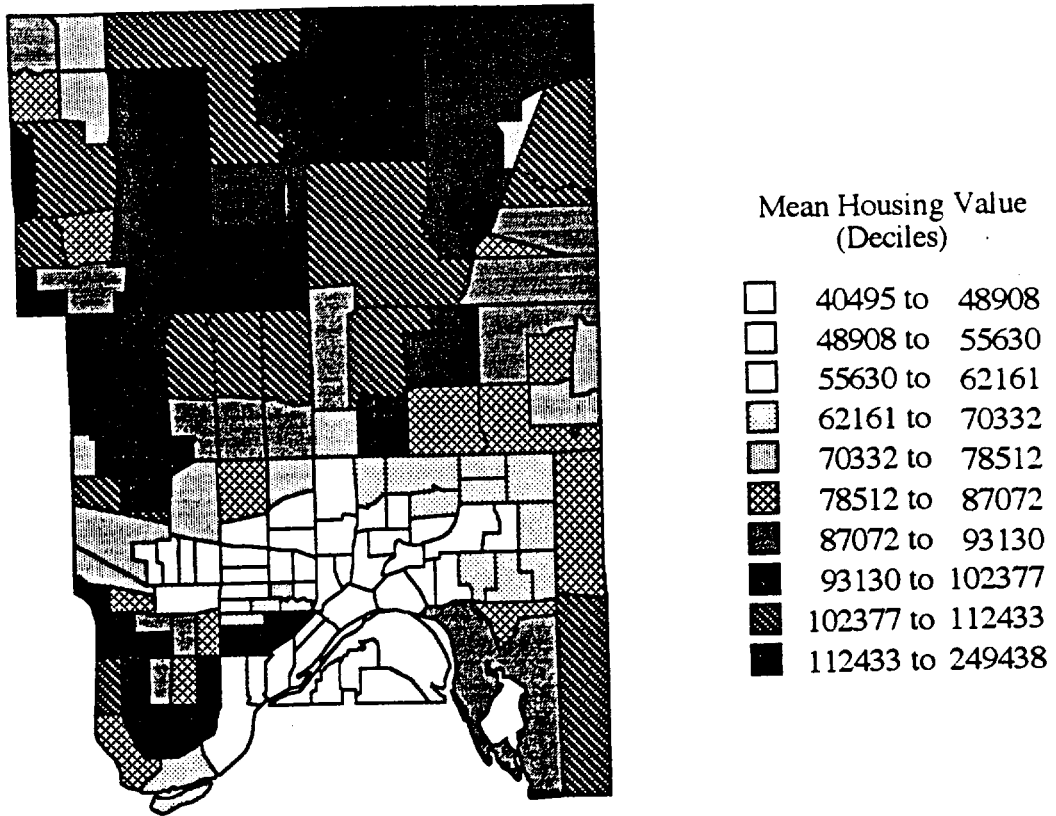 Mean Housing Value
(Deciles)
40495 to 48908
48908 to 55630
55630 to 62161
62161 to 70332
70332 to 78512
78512 to 87072
87072 to 93130
93130 to 102377
102377 to 112433
112433 to 249438